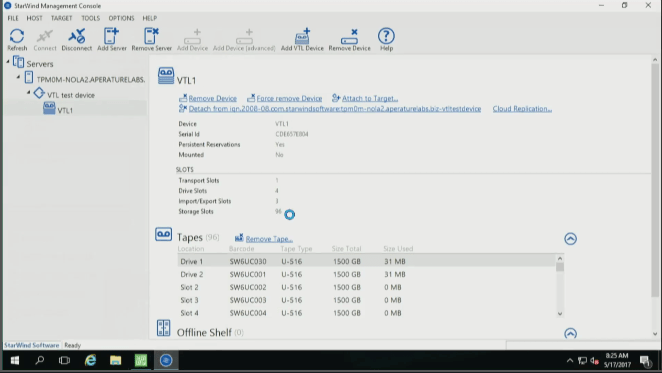 StarWind Management Console
FILE HOST TARGET TOOLS OPTIONS HELP
Refresh Connect Disconnect Add Server Remove Server Add Device Add Device (advanced) Add VTL Device Remove Device Help
Servers
TPM0M-NOLA2.APERATURELABS.
VTL test device
VTL1
VTL1
Remove Device Force remove Device Attach to Target...
Detach from iqn.2008-08.com.starwindsoftware:tpm0m-nola2.aperaturelabs.biz-vtltestdevice Cloud Replication...
Device VTL1
Serial Id
Persistent Reservations Yes
Mounted No
SLOTS
Transport Slots 1
Drive Slots 4
Import/Export Slots 3
Storage Slots 96
Tapes (96) Remove Tape...
Location Barcode Tape Type Size Total Size Used
Drive 1 SW6UC030 U-516 1500 GB 31 MB
Drive 2 SW6UC001 U-516 1500 GB 31 MB
Slot 2 SW6UC002 U-516 1500 GB 0 MB
Slot 3 SW6UC003 U-516 1500 GB 0 MB
Slot 4 SW6UC004 U-516 1500 GB 0 MB
Offline Shelf (0)
StarWind Software Ready
8:25 AM
5/17/2017